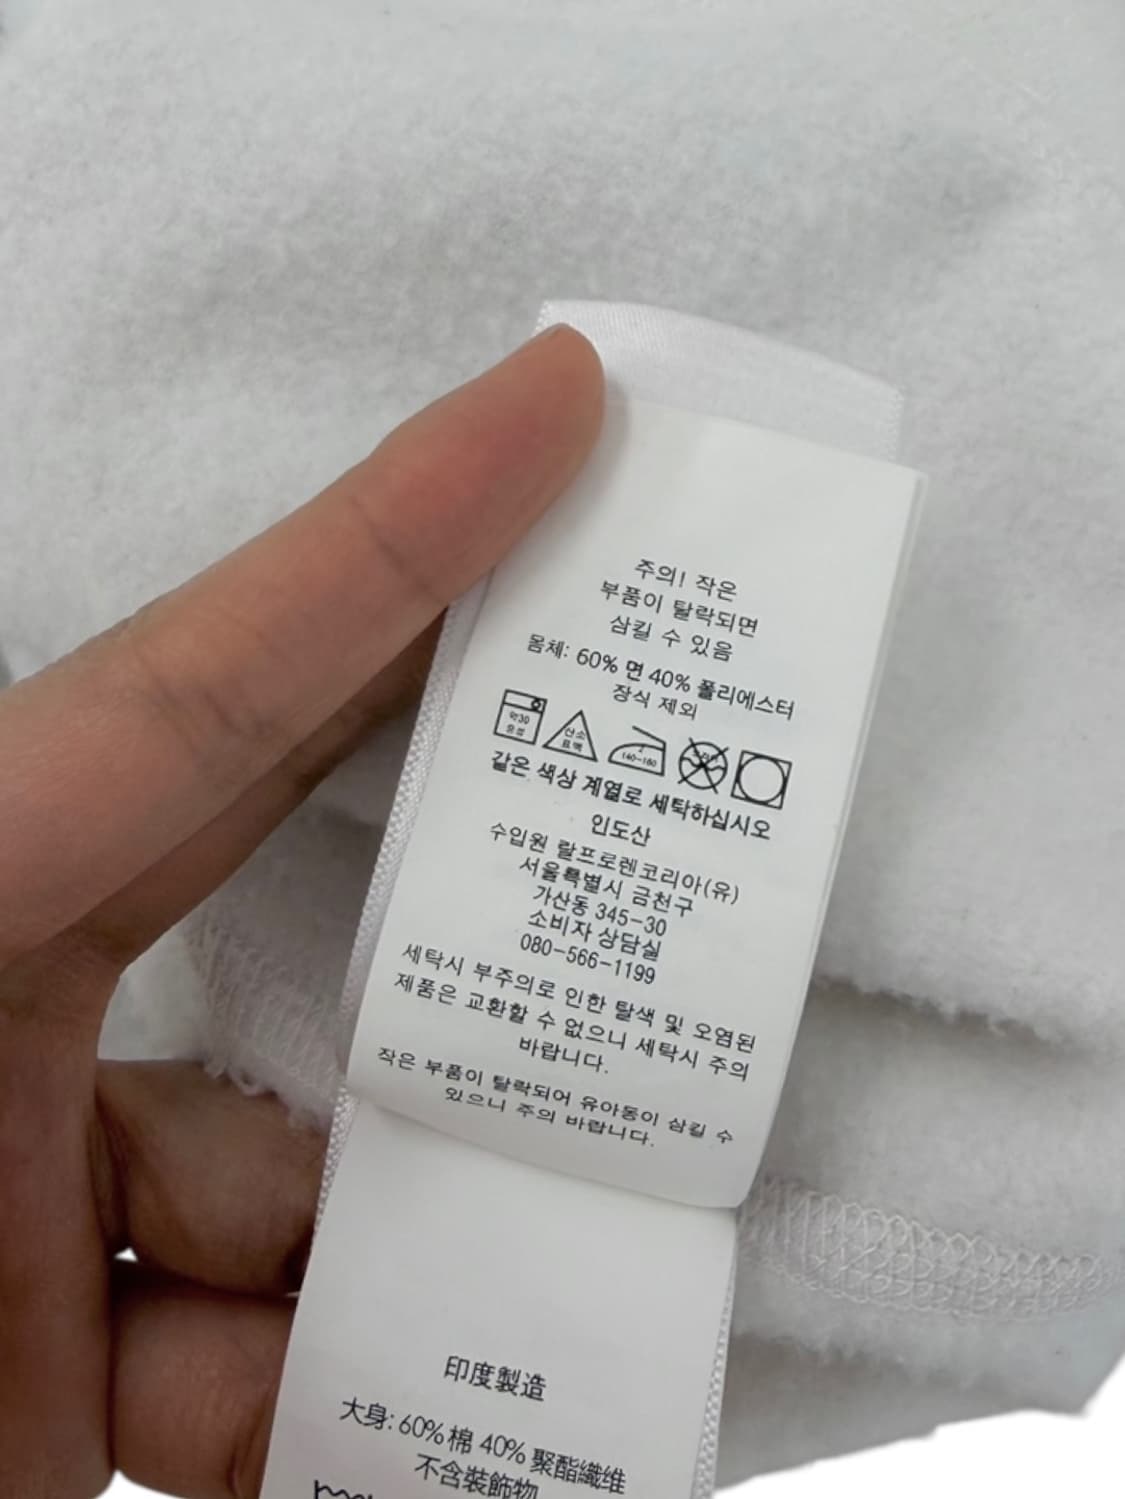 주의! 작은
부품이 탈락되면
삼킬 수 있음
몸체: 60% 면 40% 폴리에스터
장식 제외
약30
중성
산소
표백
140-160
같은 색상 계열로 세탁하십시오
인도산
수입원 랄프로렌코리아(유)
서울특별시 금천구
가산동 345-30
소비자 상담실
080-566-1199
세탁시 부주의로 인한 탈색 및 오염된
제품은 교환할 수 없으니 세탁시 주의
바랍니다.
작은 부품이 탈락되어 유아동이 삼킬 수
있으니 주의 바랍니다.
印度製造
大身: 60% 棉 40% 聚酯纖维
不含裝飾物